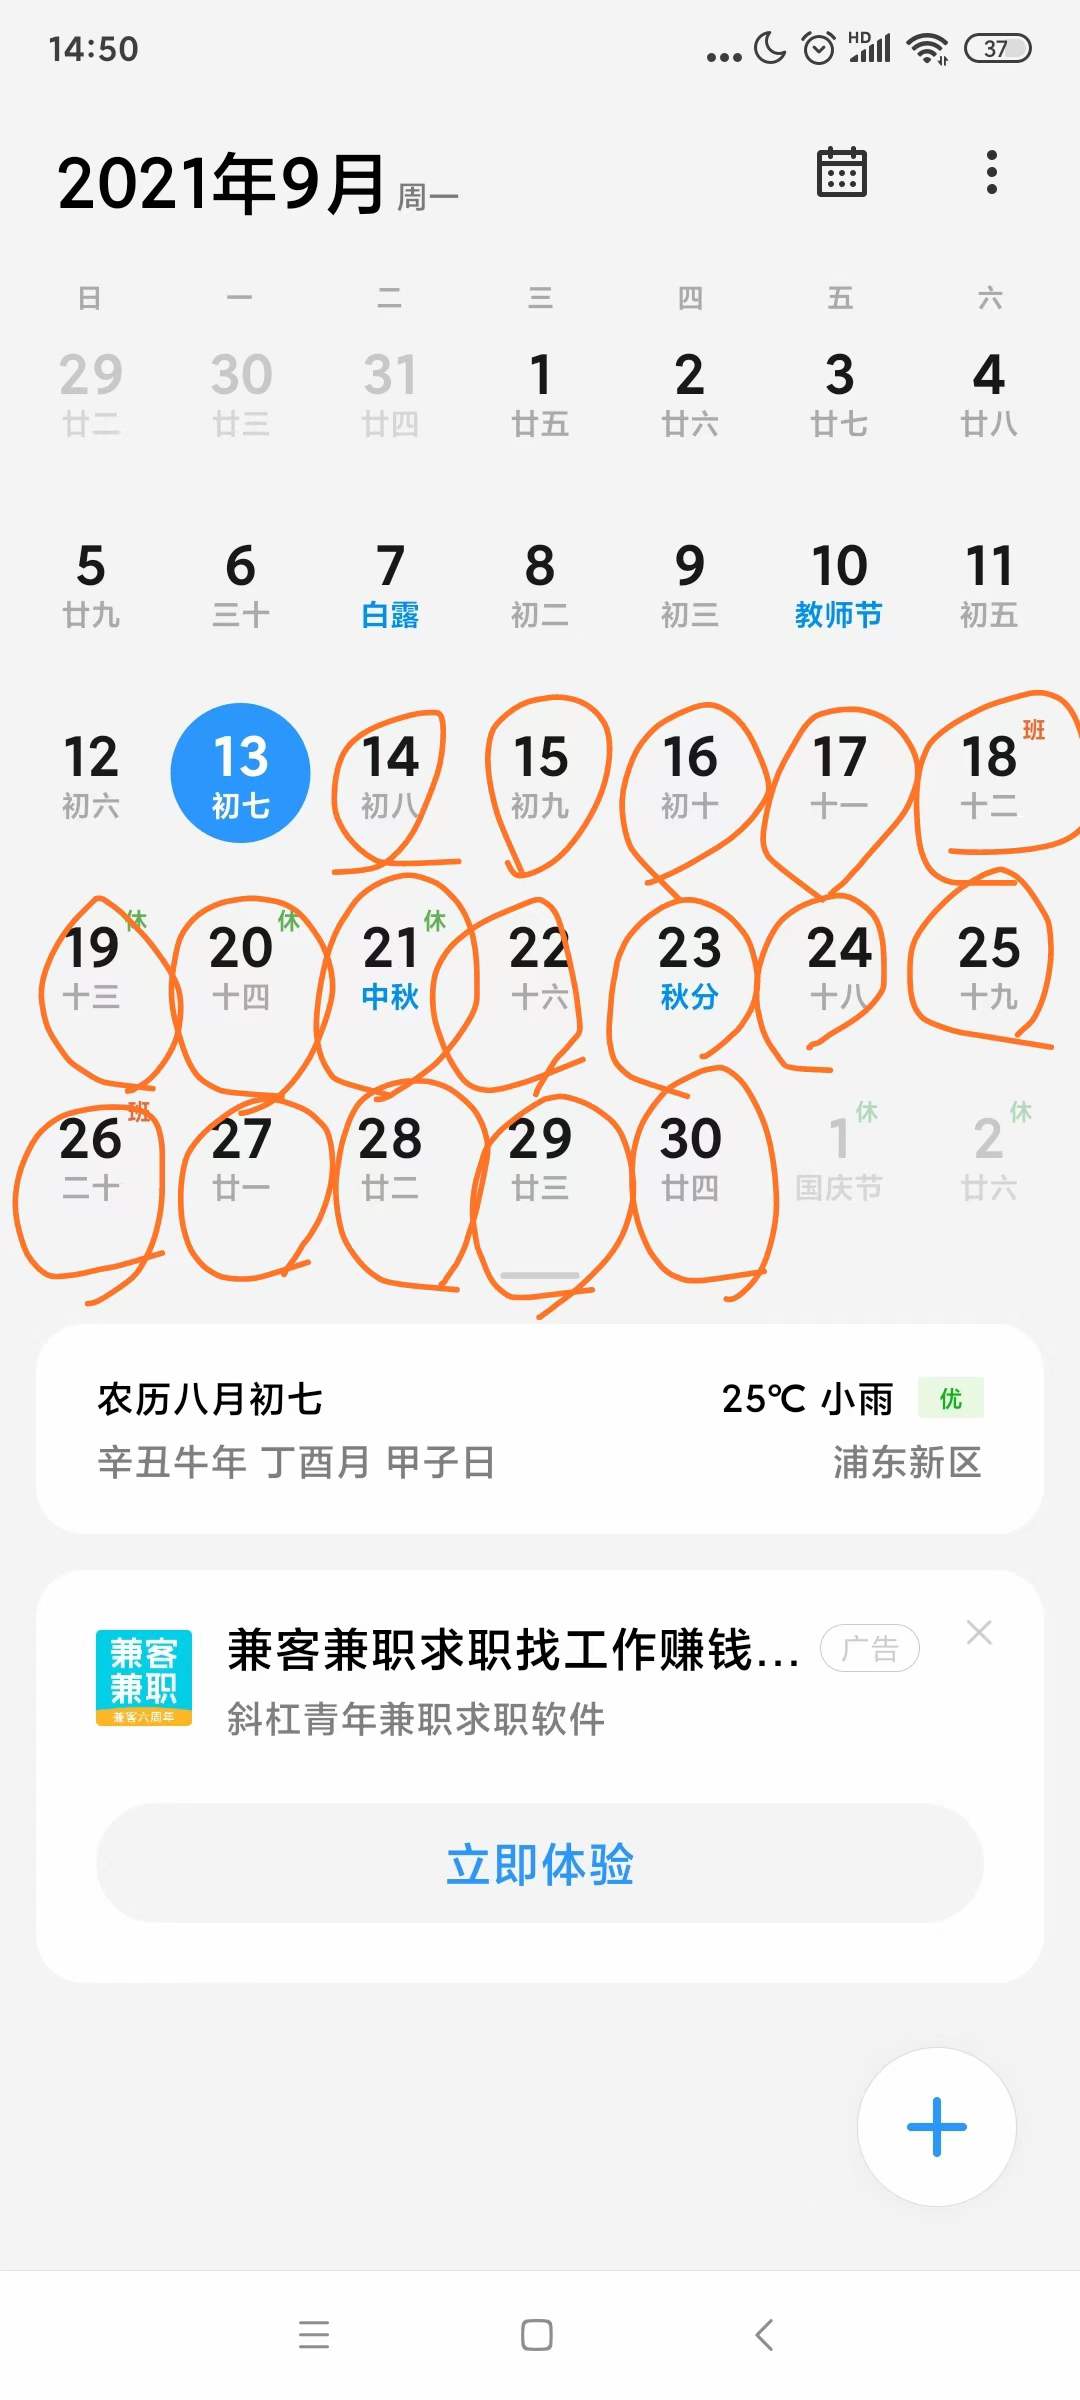 14:50 HD 37
2021年9月 周一
日 一 二 三 四 五 六
29 30 31 1 2 3 4
廿二 廿三 廿四 廿五 廿六 廿七 廿八
5 6 7 8 9 10 11
廿九 三十 白露 初二 初三 教师节 初五
12 13 14 15 16 17 18 班
初六 初七 初八 初九 初十 十一 十二
19 休 20 休 21 休 22 23 24 25
十三 十四 中秋 十六 秋分 十八 十九
26 班 27 28 29 30 1 休 2 休
二十 廿一 廿二 廿三 廿四 国庆节 廿六
农历八月初七 25℃ 小雨 优
辛丑牛年 丁酉月 甲子日 浦东新区
兼客
兼职
兼客六周年
兼客兼职求职找工作赚钱... 广告
斜杠青年兼职求职软件
立即体验